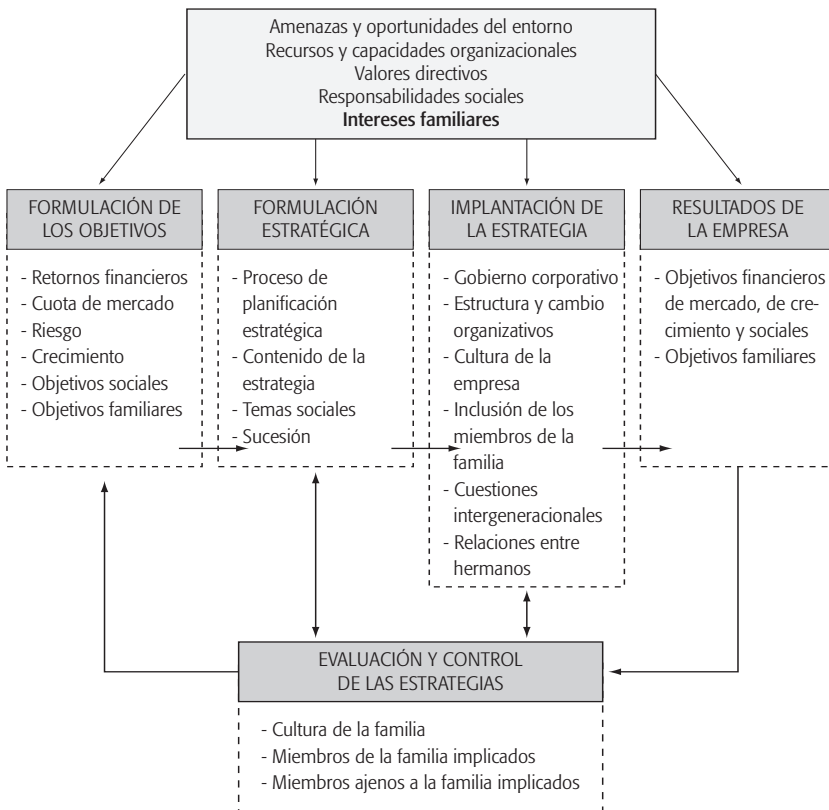 Amenazas y oportunidades del entorno
Recursos y capacidades organizacionales
Valores directivos
Responsabilidades sociales
Intereses familiares
FORMULACIÓN DE
LOS OBJETIVOS
- Retornos financieros
- Cuota de mercado
- Riesgo
- Crecimiento
- Objetivos sociales
- Objetivos familiares
FORMULACIÓN
ESTRATÉGICA
- Proceso de
planificación
estratégica
- Contenido de la
estrategia
- Temas sociales
- Sucesión
IMPLANTACIÓN DE
LA ESTRATEGIA
- Gobierno corporativo
- Estructura y cambio
organizativos
- Cultura de la
empresa
- Inclusión de los
miembros de la
familia
- Cuestiones
intergeneracionales
- Relaciones entre
hermanos
RESULTADOS DE
LA EMPRESA
- Objetivos financieros
de mercado, de cre-
cimiento y sociales
- Objetivos familiares
EVALUACIÓN Y CONTROL
DE LAS ESTRATEGIAS
- Cultura de la familia
- Miembros de la familia implicados
- Miembros ajenos a la familia implicados